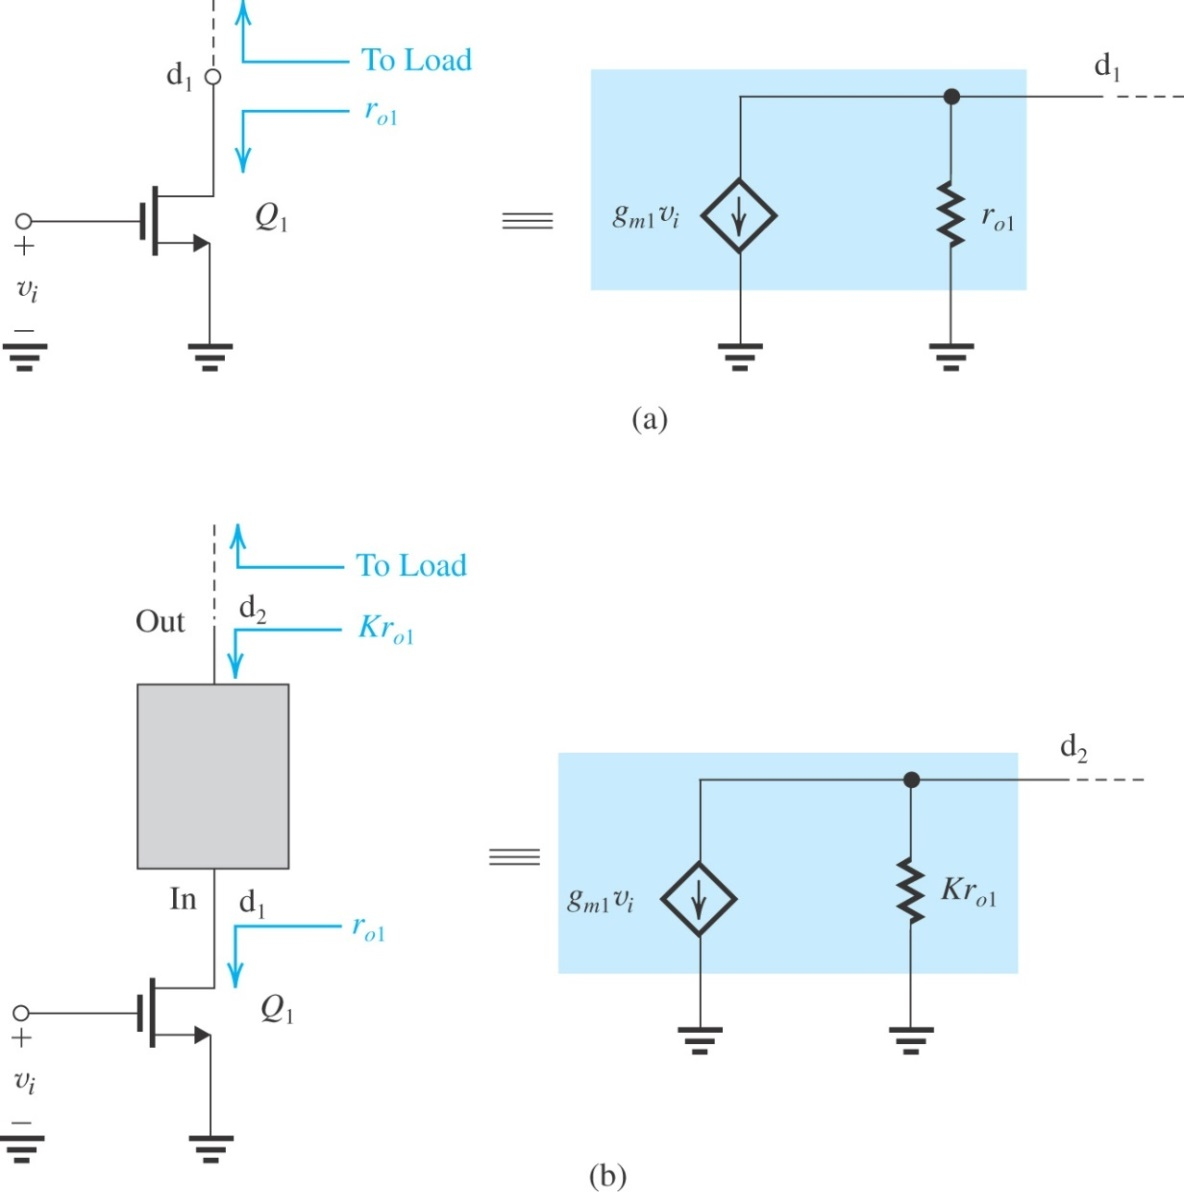 To Load
d₁
rₒ₁
Q₁
+
vᵢ
−
≡
d₁
gₘ₁vᵢ
rₒ₁
(a)
To Load
Out
d₂
Krₒ₁
In
d₁
rₒ₁
Q₁
+
vᵢ
−
≡
d₂
gₘ₁vᵢ
Krₒ₁
(b)